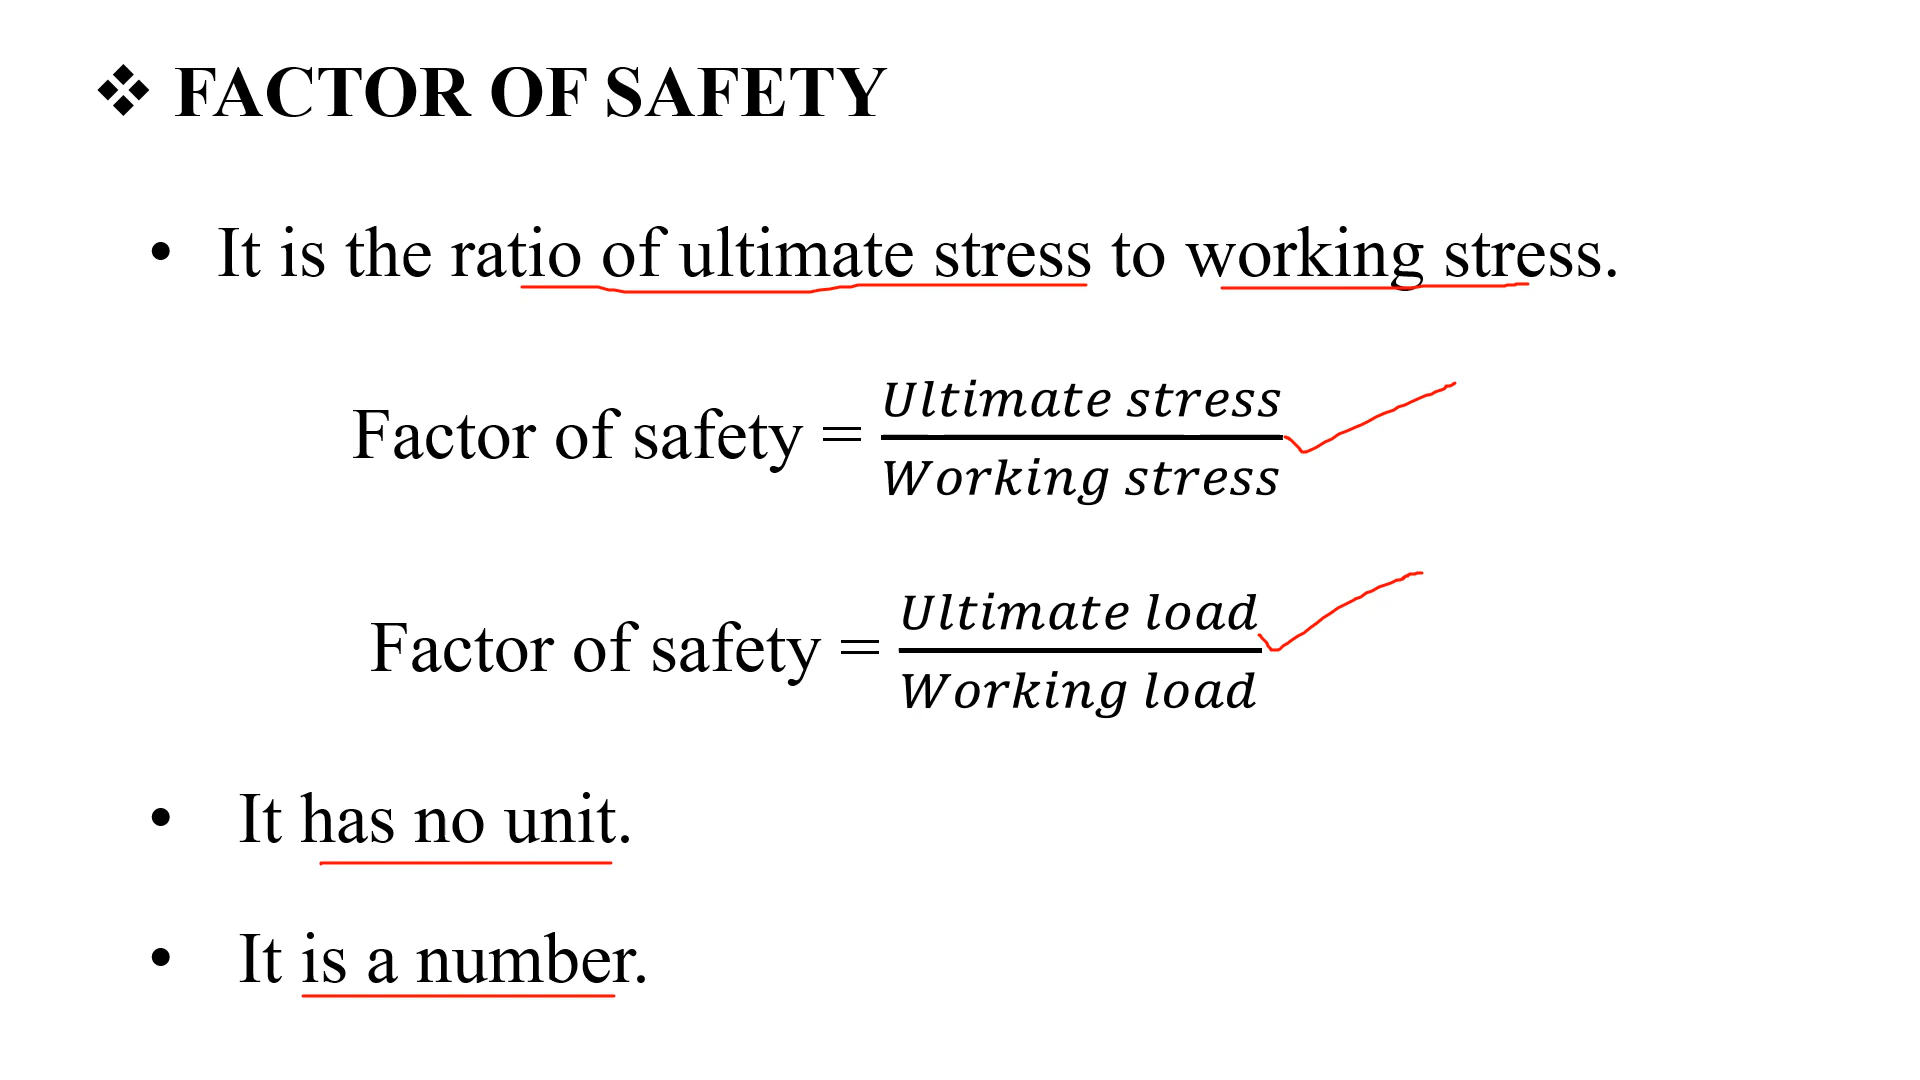 ❖ FACTOR OF SAFETY
• It is the ratio of ultimate stress to working stress.
Factor of safety = Ultimate stress / Working stress
Factor of safety = Ultimate load / Working load
• It has no unit.
• It is a number.